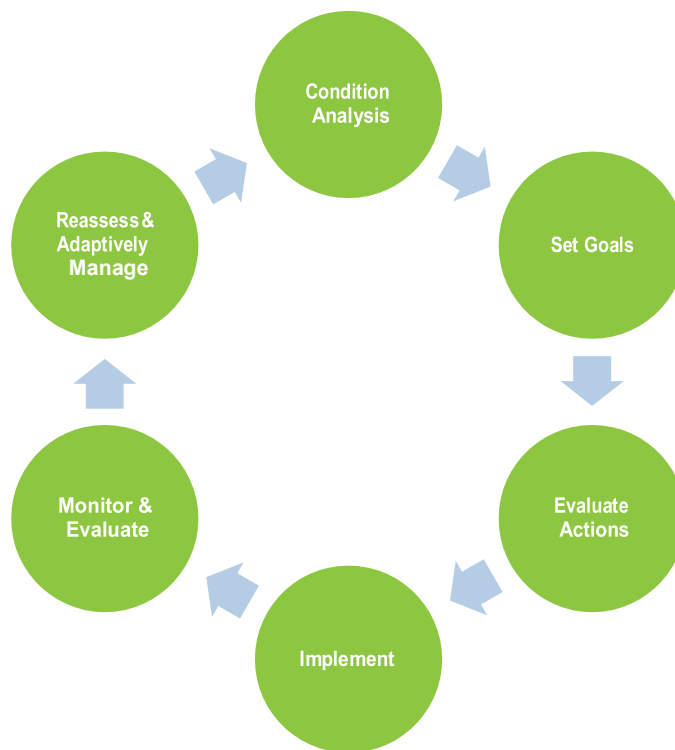 Condition
Analysis
Set Goals
Evaluate
Actions
Implement
Monitor &
Evaluate
Reassess &
Adaptively
Manage